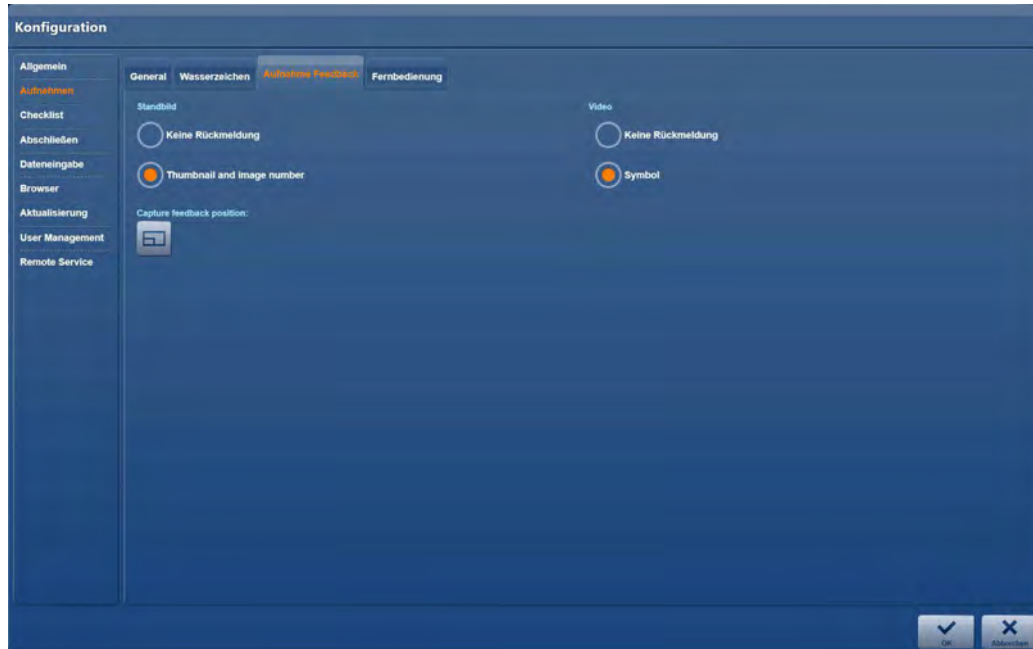 Konfiguration
Allgemein
Aufnahmen
Checklist
Abschließen
Dateneingabe
Browser
Aktualisierung
User Management
Remote Service
General Wasserzeichen Aufnahme Feedback Fernbedienung
Standbild
Keine Rückmeldung
Thumbnail and image number
Capture feedback position:
Video
Keine Rückmeldung
Symbol
OK Abbrechen